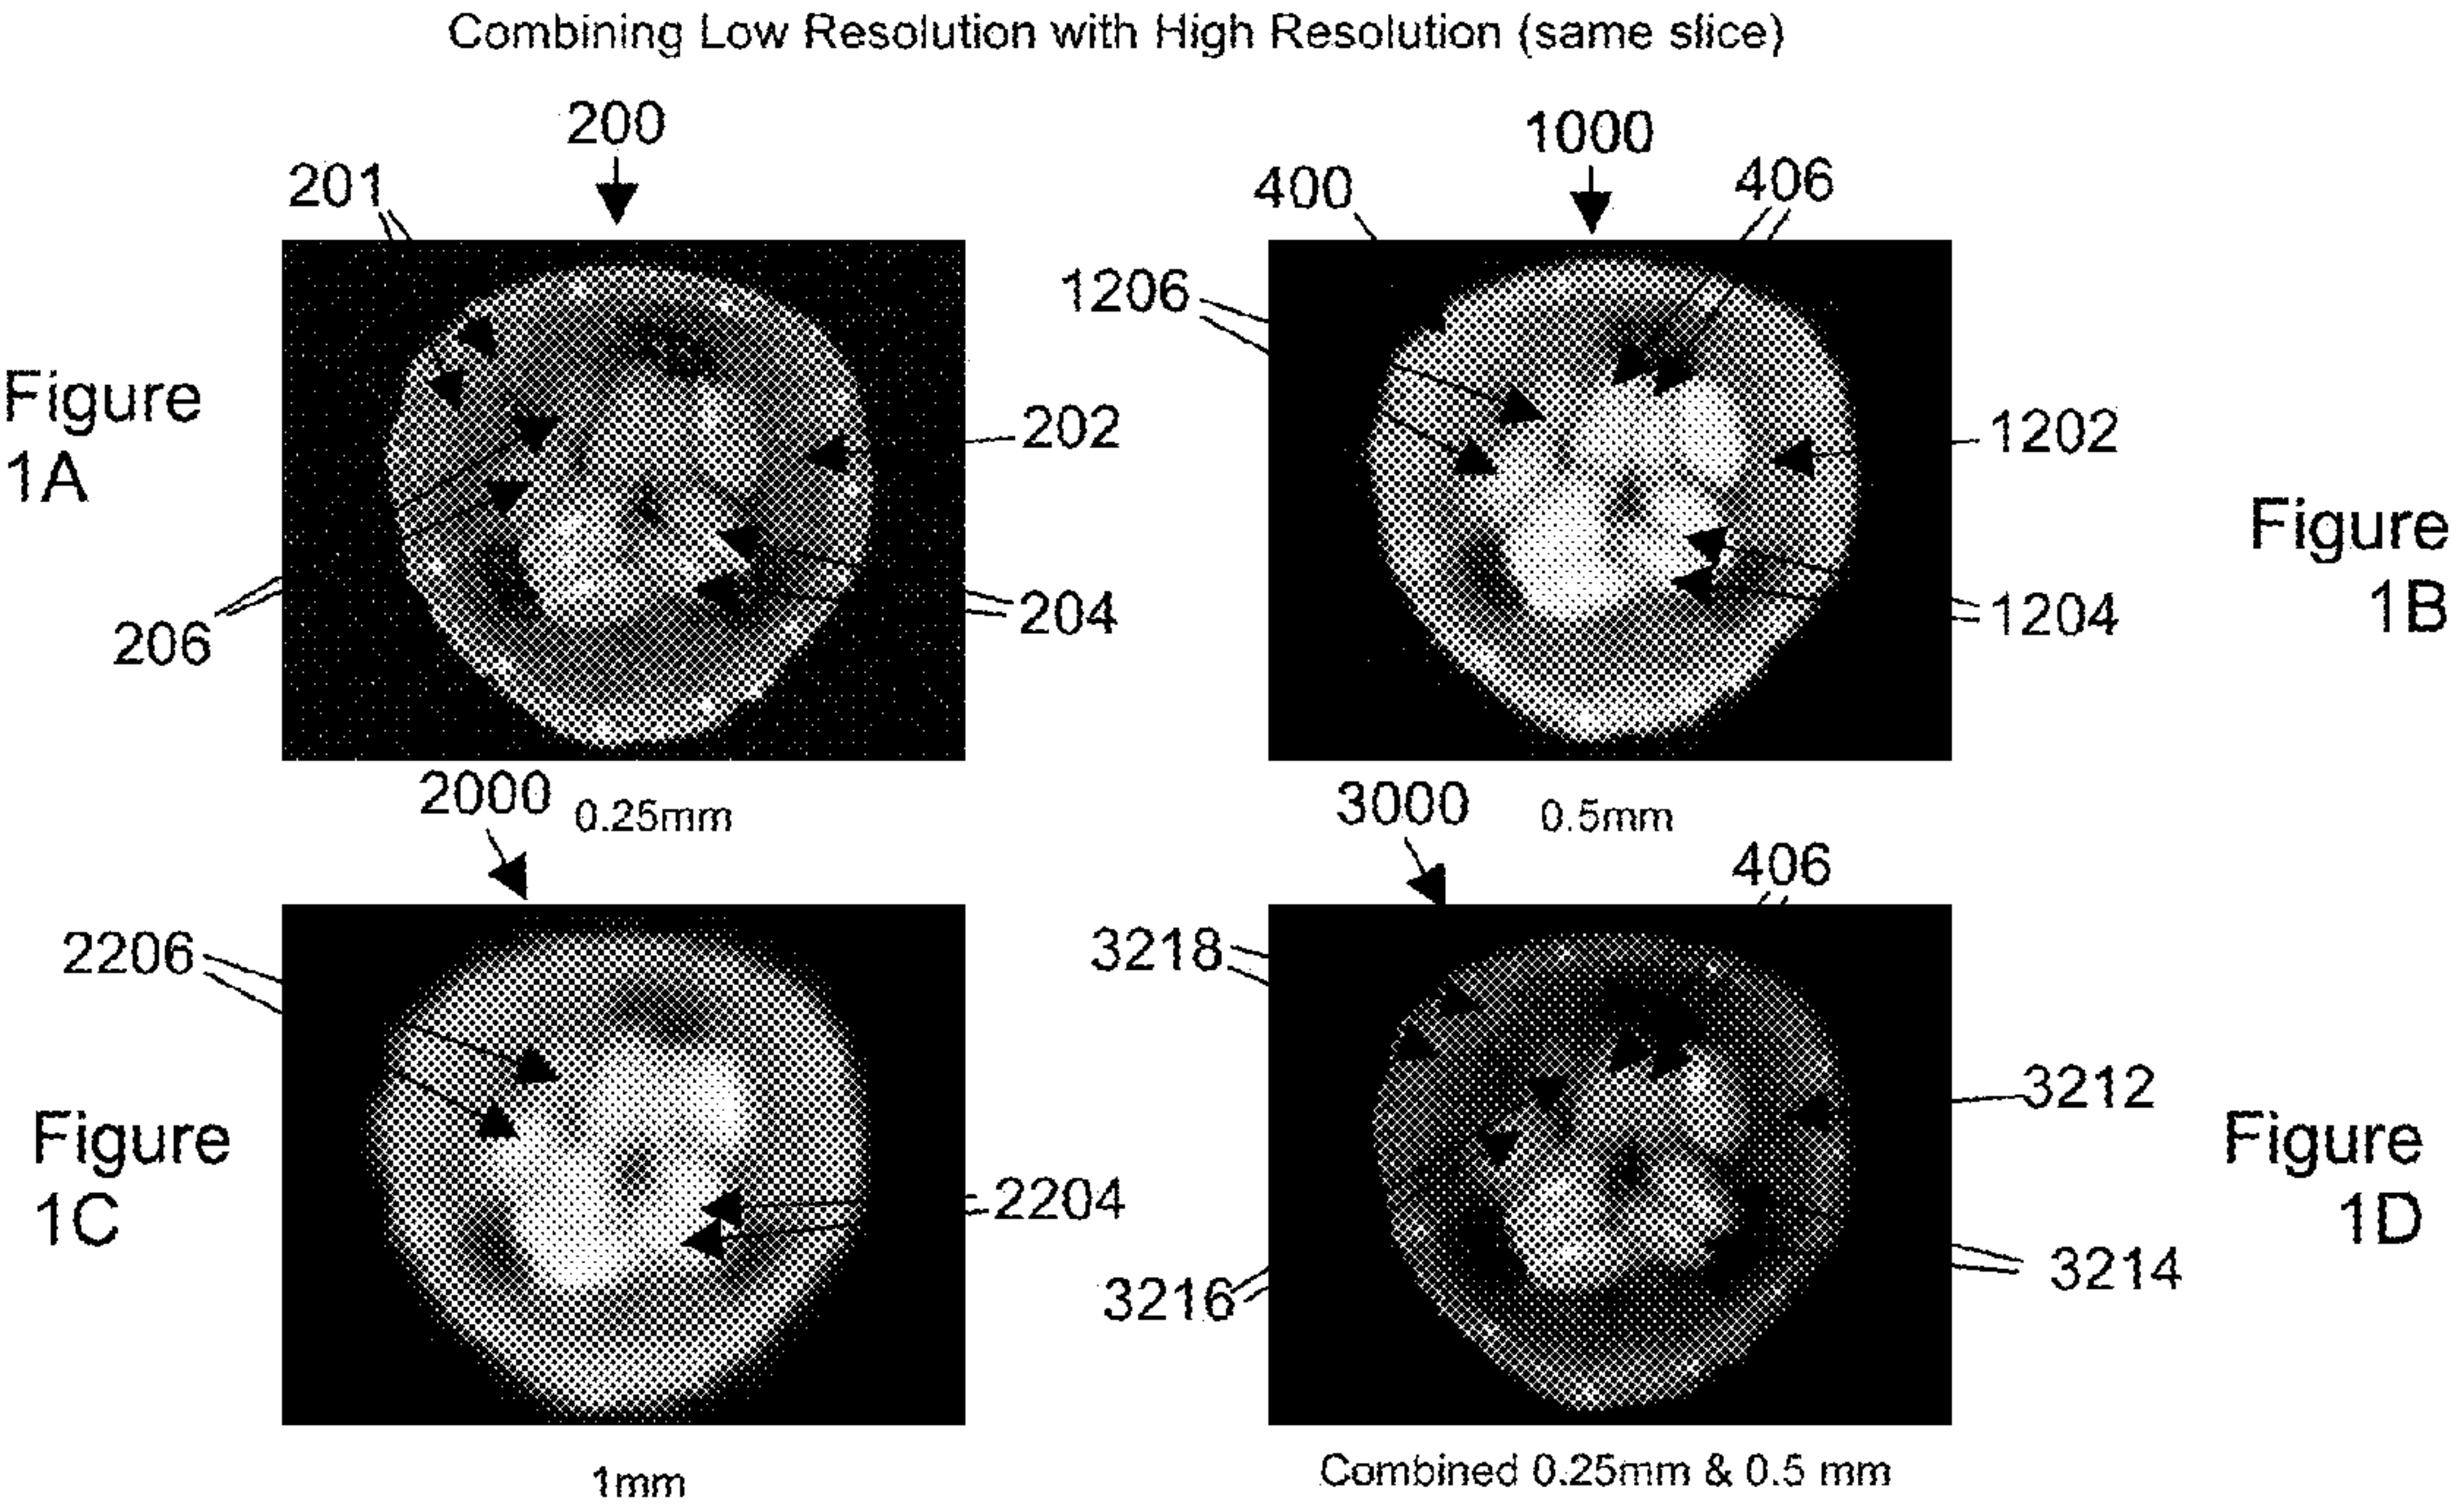 Combining Low Resolution with High Resolution (same slice)
200
1000
201
400
406
1206
Figure
1A
202
1202
Figure
1B
206
204
1204
2000
0.25mm
3000
0.5mm
406
2206
3218
Figure
1C
3212
Figure
1D
2204
3216
3214
1mm
Combined 0.25mm & 0.5 mm